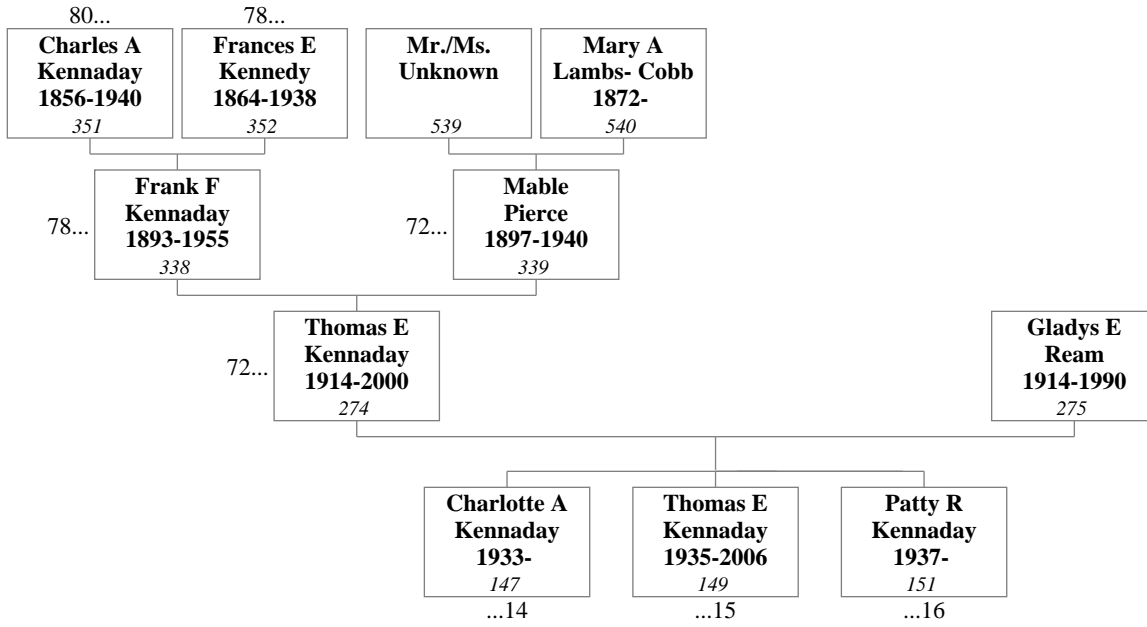 80...
78...
Charles A
Kennaday
1856-1940
351
Frances E
Kennedy
1864-1938
352
Mr./Ms.
Unknown
539
Mary A
Lambs- Cobb
1872-
540
78...
Frank F
Kennaday
1893-1955
338
72...
Mable
Pierce
1897-1940
339
72...
Thomas E
Kennaday
1914-2000
274
Gladys E
Ream
1914-1990
275
Charlotte A
Kennaday
1933-
147
...14
Thomas E
Kennaday
1935-2006
149
...15
Patty R
Kennaday
1937-
151
...16